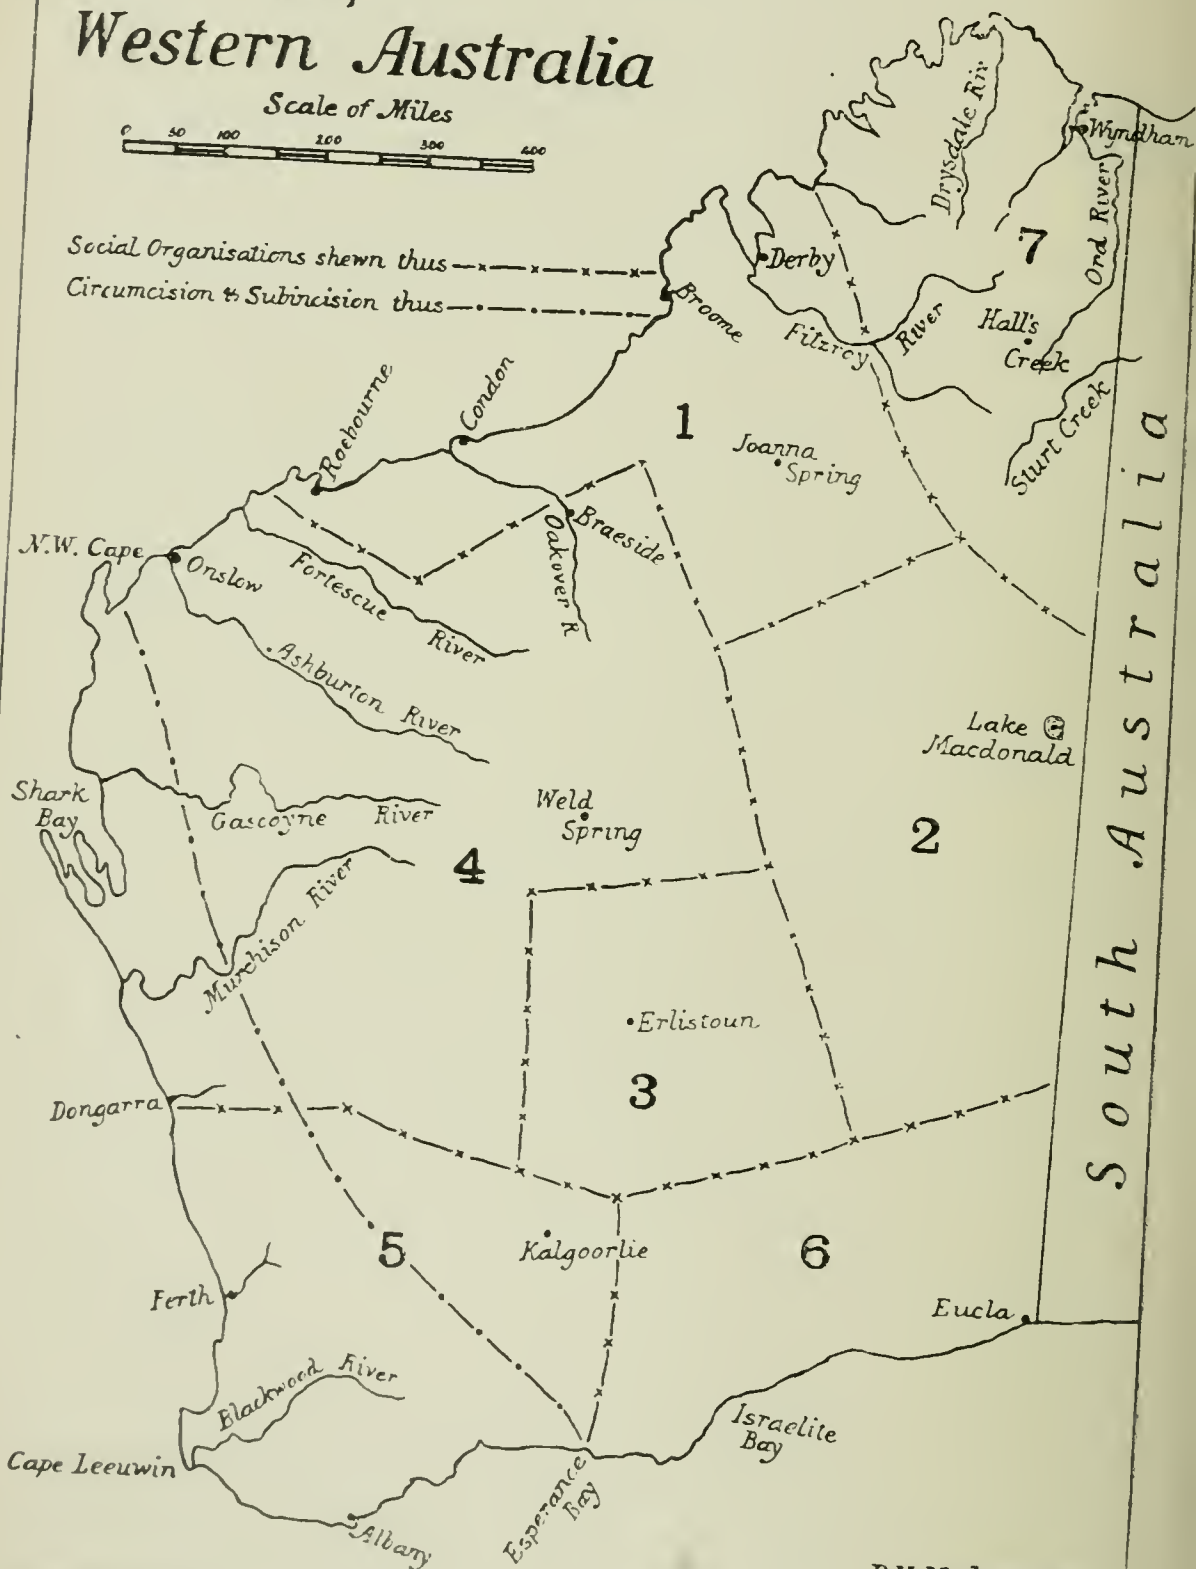 Western Australia
Scale of Miles
0 50 100 200 300 400
Social Organisations shewn thus
Circumcision & Subincision thus
Drysdale Riv
Wyndham
Ord River
7
Derby
Broome
Fitzroy River
Hall's
Creek
Sturt Creek
Roebourne
Condon
1
Joanna
Spring
N.W. Cape
Onslow
Fortescue River
Oakover R
Braeside
Ashburton River
Lake
Macdonald
South Australia
Shark
Bay
Gascoyne River
Weld
Spring
4
2
Murchison River
Erlistoun
3
Dongarra
5
Kalgoorlie
6
Perth
Eucla
Blackwood River
Israelite
Bay
Cape Leeuwin
Esperance
Bay
Albany